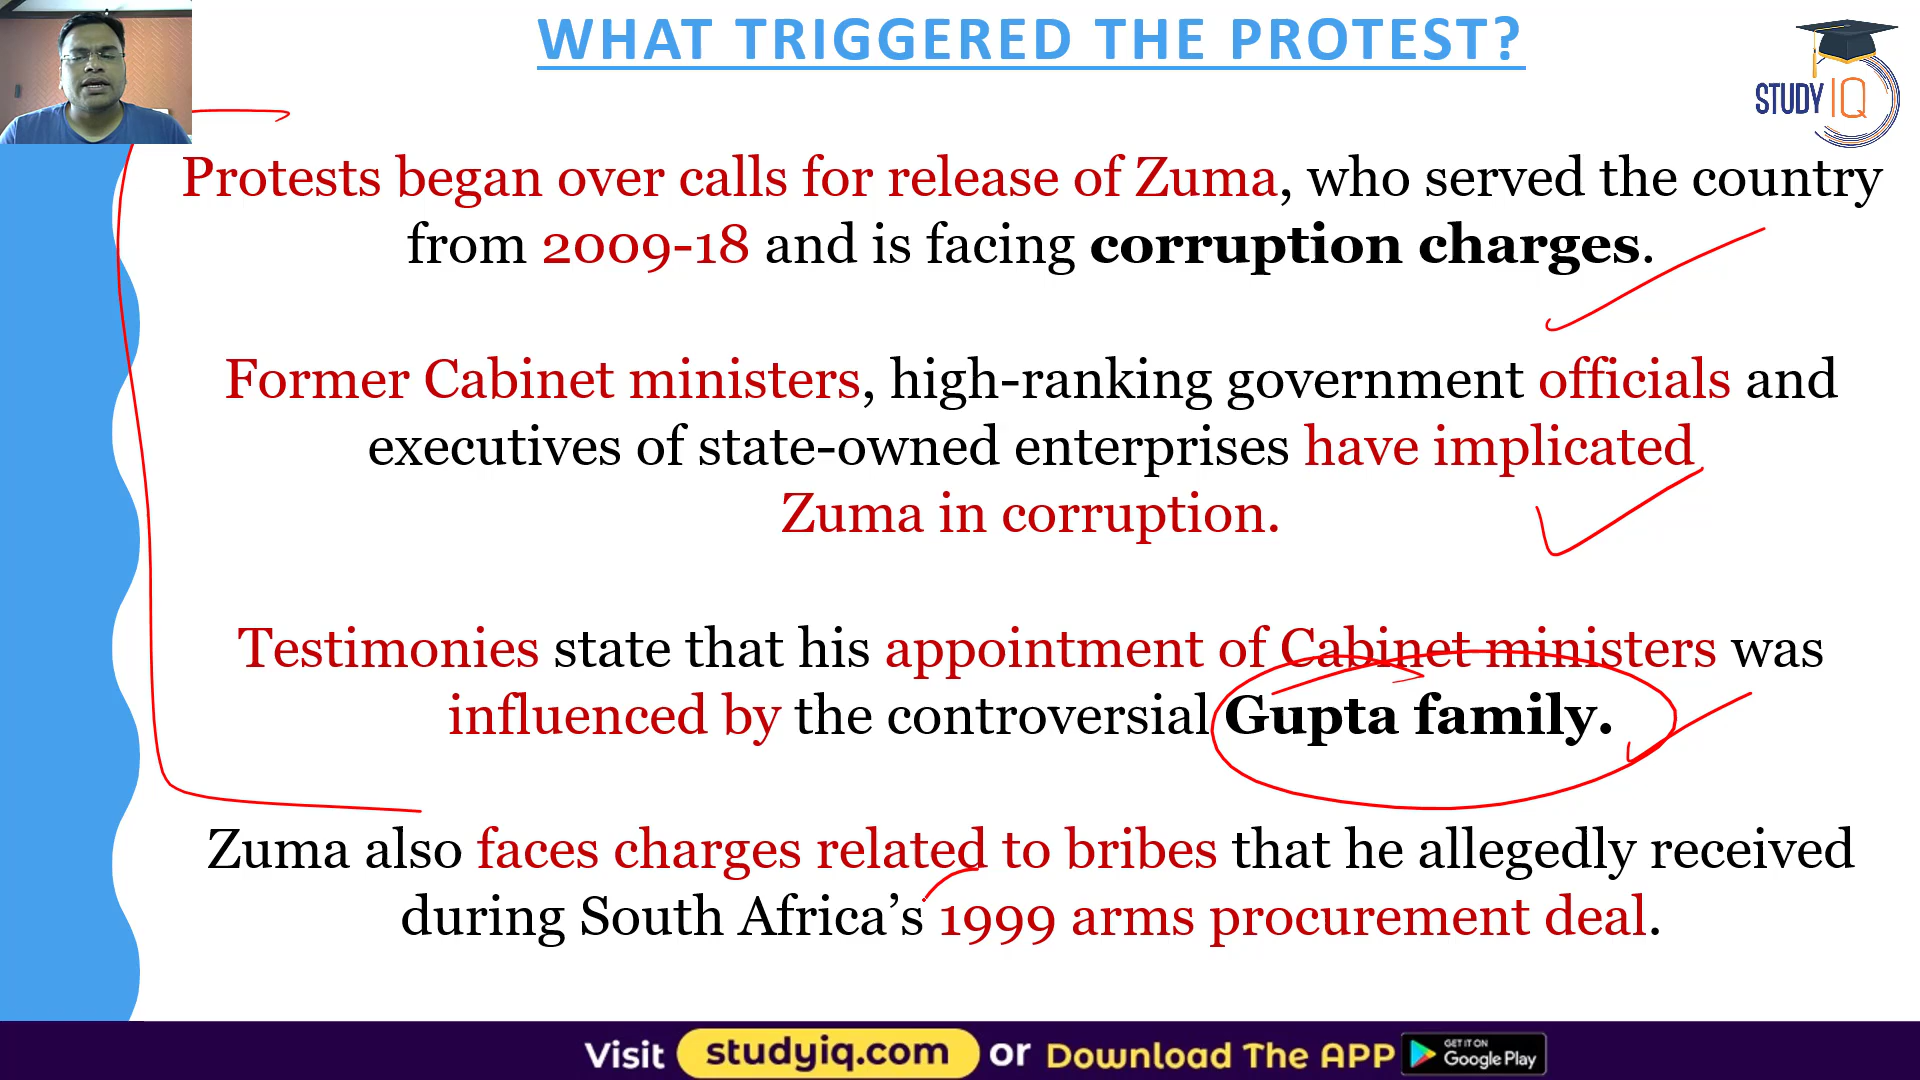 WHAT TRIGGERED THE PROTEST?
STUDY IQ
Protests began over calls for release of Zuma, who served the country
from 2009-18 and is facing corruption charges.
Former Cabinet ministers, high-ranking government officials and
executives of state-owned enterprises have implicated
Zuma in corruption.
Testimonies state that his appointment of Cabinet ministers was
influenced by the controversial Gupta family.
Zuma also faces charges related to bribes that he allegedly received
during South Africa’s 1999 arms procurement deal.
Visit studyiq.com or Download The APP GET IT ON Google Play